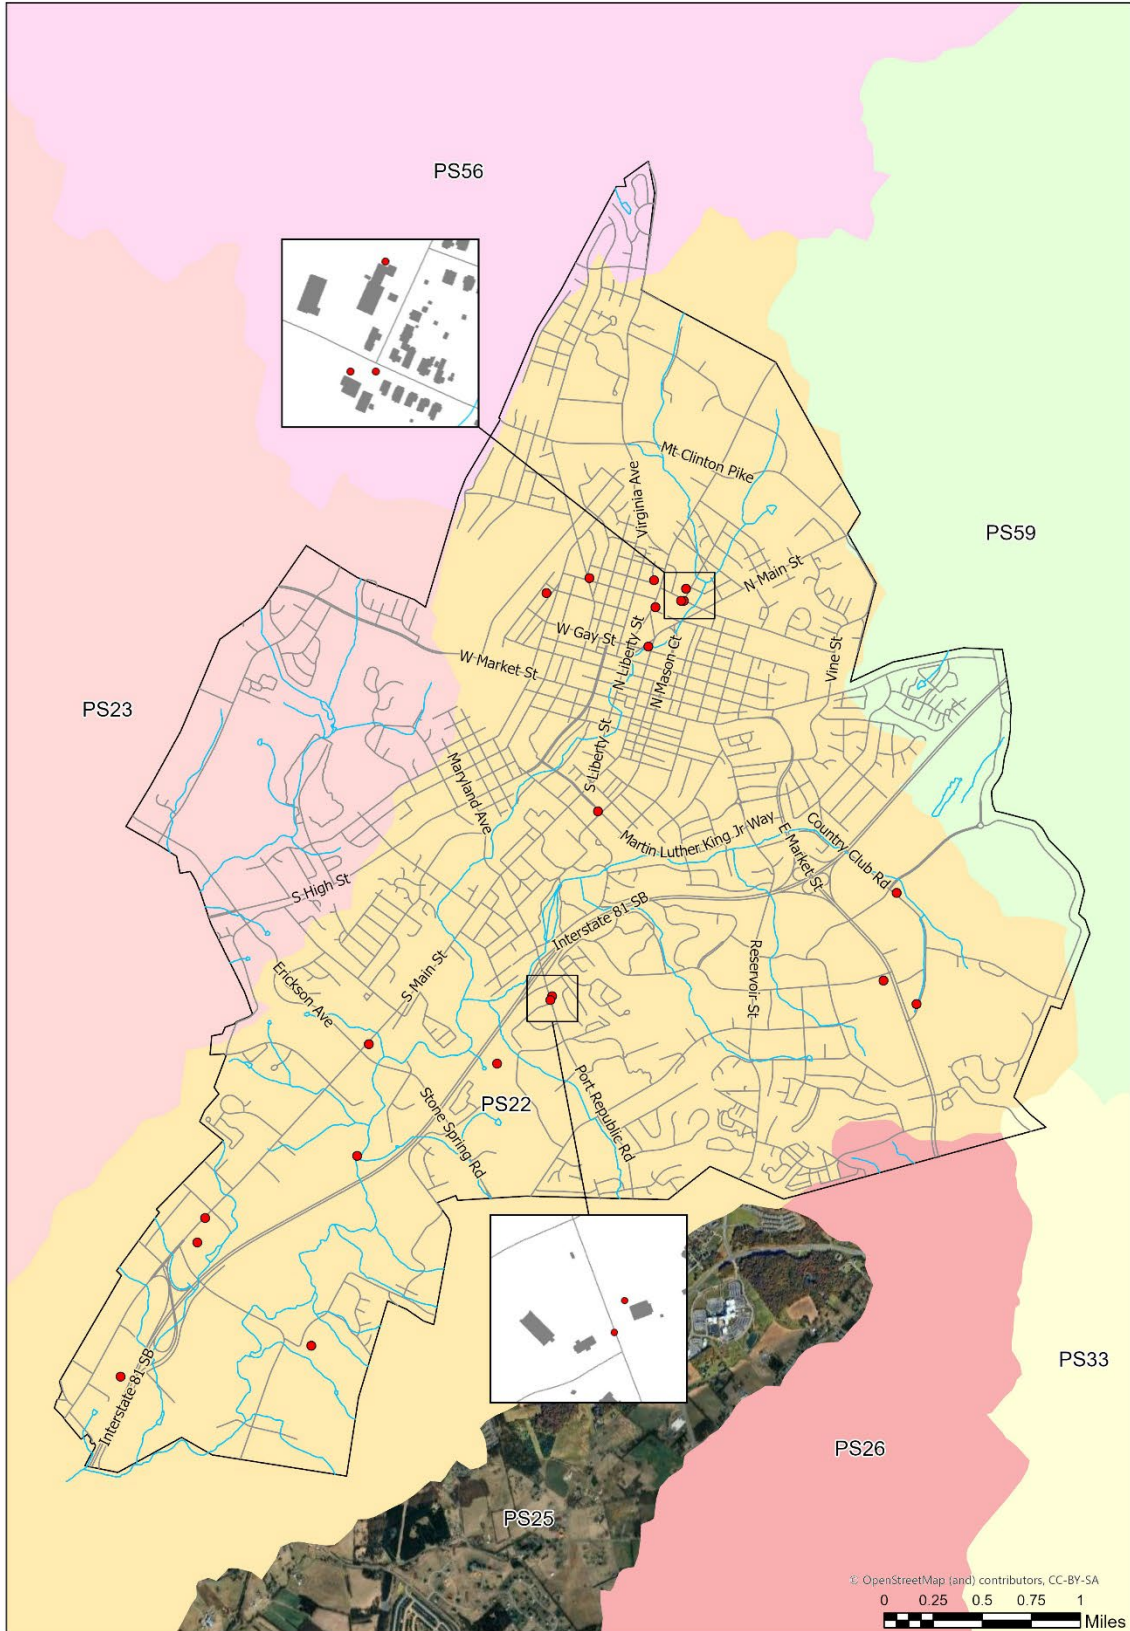 PS56
Mt Clinton Pike
Virginia Ave
PS59
N Main St
W Gay St
N Liberty St
W Market St
N Mason Ct
Vine St
PS23
S Liberty St
Maryland Ave
Martin Luther King Jr Way
E Market St
Country Club Rd
S High St
Interstate 81 SB
S Main St
Reservoir St
Erickson Ave
Port Republic Rd
PS22
Stone Spring Rd
Interstate 81 SB
PS33
PS26
PS25
© OpenStreetMap (and) contributors, CC-BY-SA
0 0.25 0.5 0.75 1
Miles